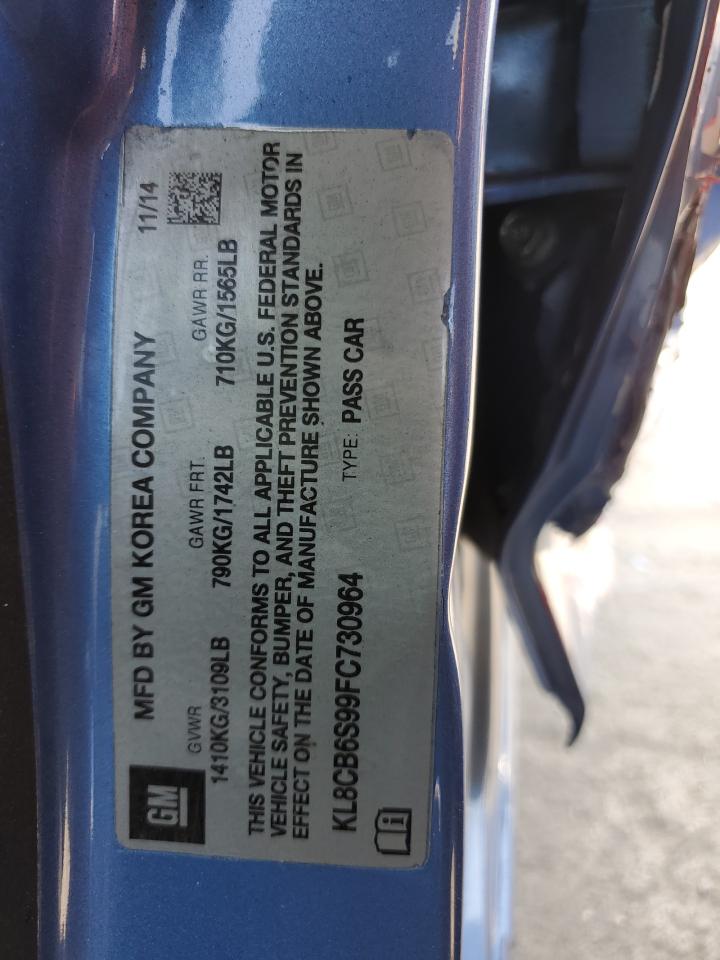 GM
MFD BY GM KOREA COMPANY 11/14
GVWR GAWR FRT. GAWR RR.
1410KG/3109LB 790KG/1742LB 710KG/1565LB
THIS VEHICLE CONFORMS TO ALL APPLICABLE U.S. FEDERAL MOTOR
VEHICLE SAFETY, BUMPER, AND THEFT PREVENTION STANDARDS IN
EFFECT ON THE DATE OF MANUFACTURE SHOWN ABOVE.
KL8CB6S99FC730964 TYPE: PASS CAR